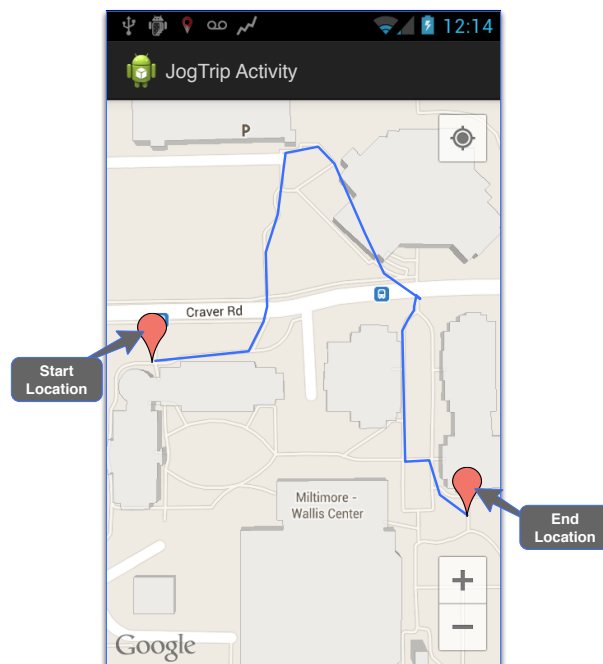 12:14
JogTrip Activity
P
Craver Rd
Start
Location
Miltimore -
Wallis Center
End
Location
+
−
Google